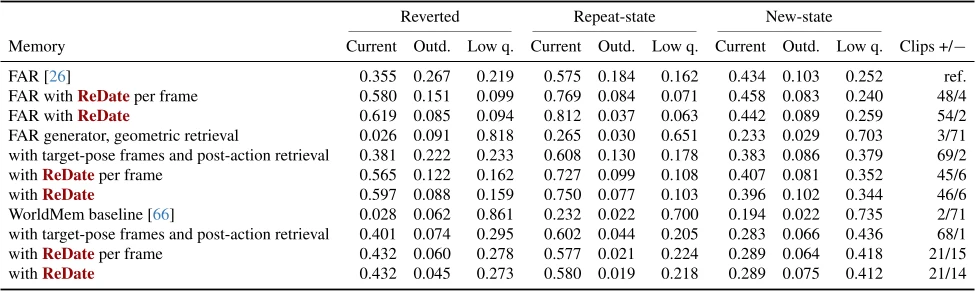 Reverted Repeat-state New-state
Memory Current Outd. Low q. Current Outd. Low q. Current Outd. Low q. Clips +/−
FAR [26] 0.355 0.267 0.219 0.575 0.184 0.162 0.434 0.103 0.252 ref.
FAR with ReDate per frame 0.580 0.151 0.099 0.769 0.084 0.071 0.458 0.083 0.240 48/4
FAR with ReDate 0.619 0.085 0.094 0.812 0.037 0.063 0.442 0.089 0.259 54/2
FAR generator, geometric retrieval 0.026 0.091 0.818 0.265 0.030 0.651 0.233 0.029 0.703 3/71
with target-pose frames and post-action retrieval 0.381 0.222 0.233 0.608 0.130 0.178 0.383 0.086 0.379 69/2
with ReDate per frame 0.565 0.122 0.162 0.727 0.099 0.108 0.407 0.081 0.352 45/6
with ReDate 0.597 0.088 0.159 0.750 0.077 0.103 0.396 0.102 0.344 46/6
WorldMem baseline [66] 0.028 0.062 0.861 0.232 0.022 0.700 0.194 0.022 0.735 2/71
with target-pose frames and post-action retrieval 0.401 0.074 0.295 0.602 0.044 0.205 0.283 0.066 0.436 68/1
with ReDate per frame 0.432 0.060 0.278 0.577 0.021 0.224 0.289 0.064 0.418 21/15
with ReDate 0.432 0.045 0.273 0.580 0.019 0.218 0.289 0.075 0.412 21/14